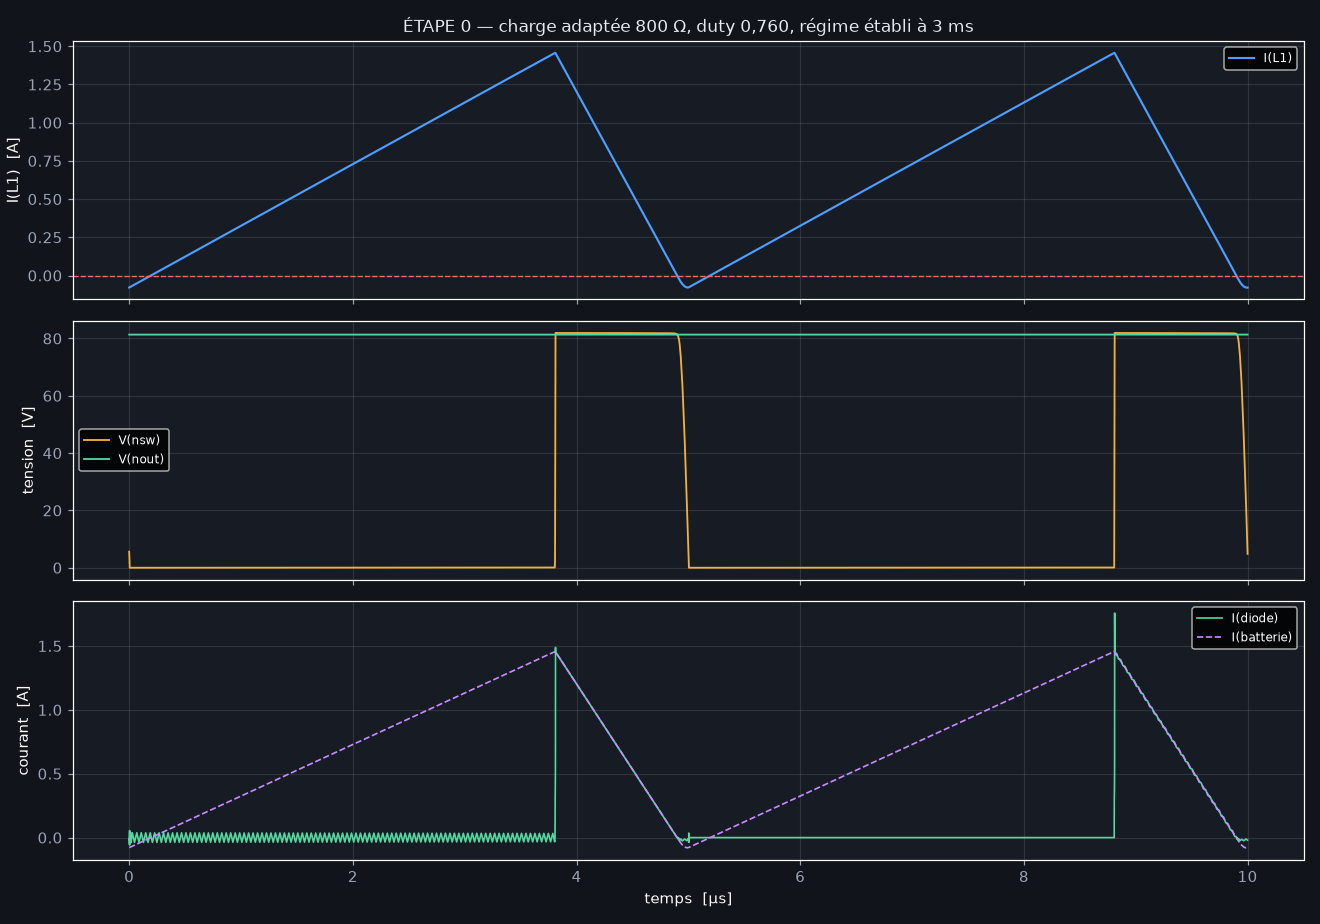 ÉTAPE 0 — charge adaptée 800 Ω, duty 0,760, régime établi à 3 ms
1.50
1.25
1.00
0.75
0.50
0.25
0.00
I(L1) [A]
I(L1)
80
60
40
20
0
tension [V]
V(nsw)
V(nout)
1.5
1.0
0.5
0.0
courant [A]
I(diode)
I(batterie)
0 2 4 6 8 10
temps [µs]